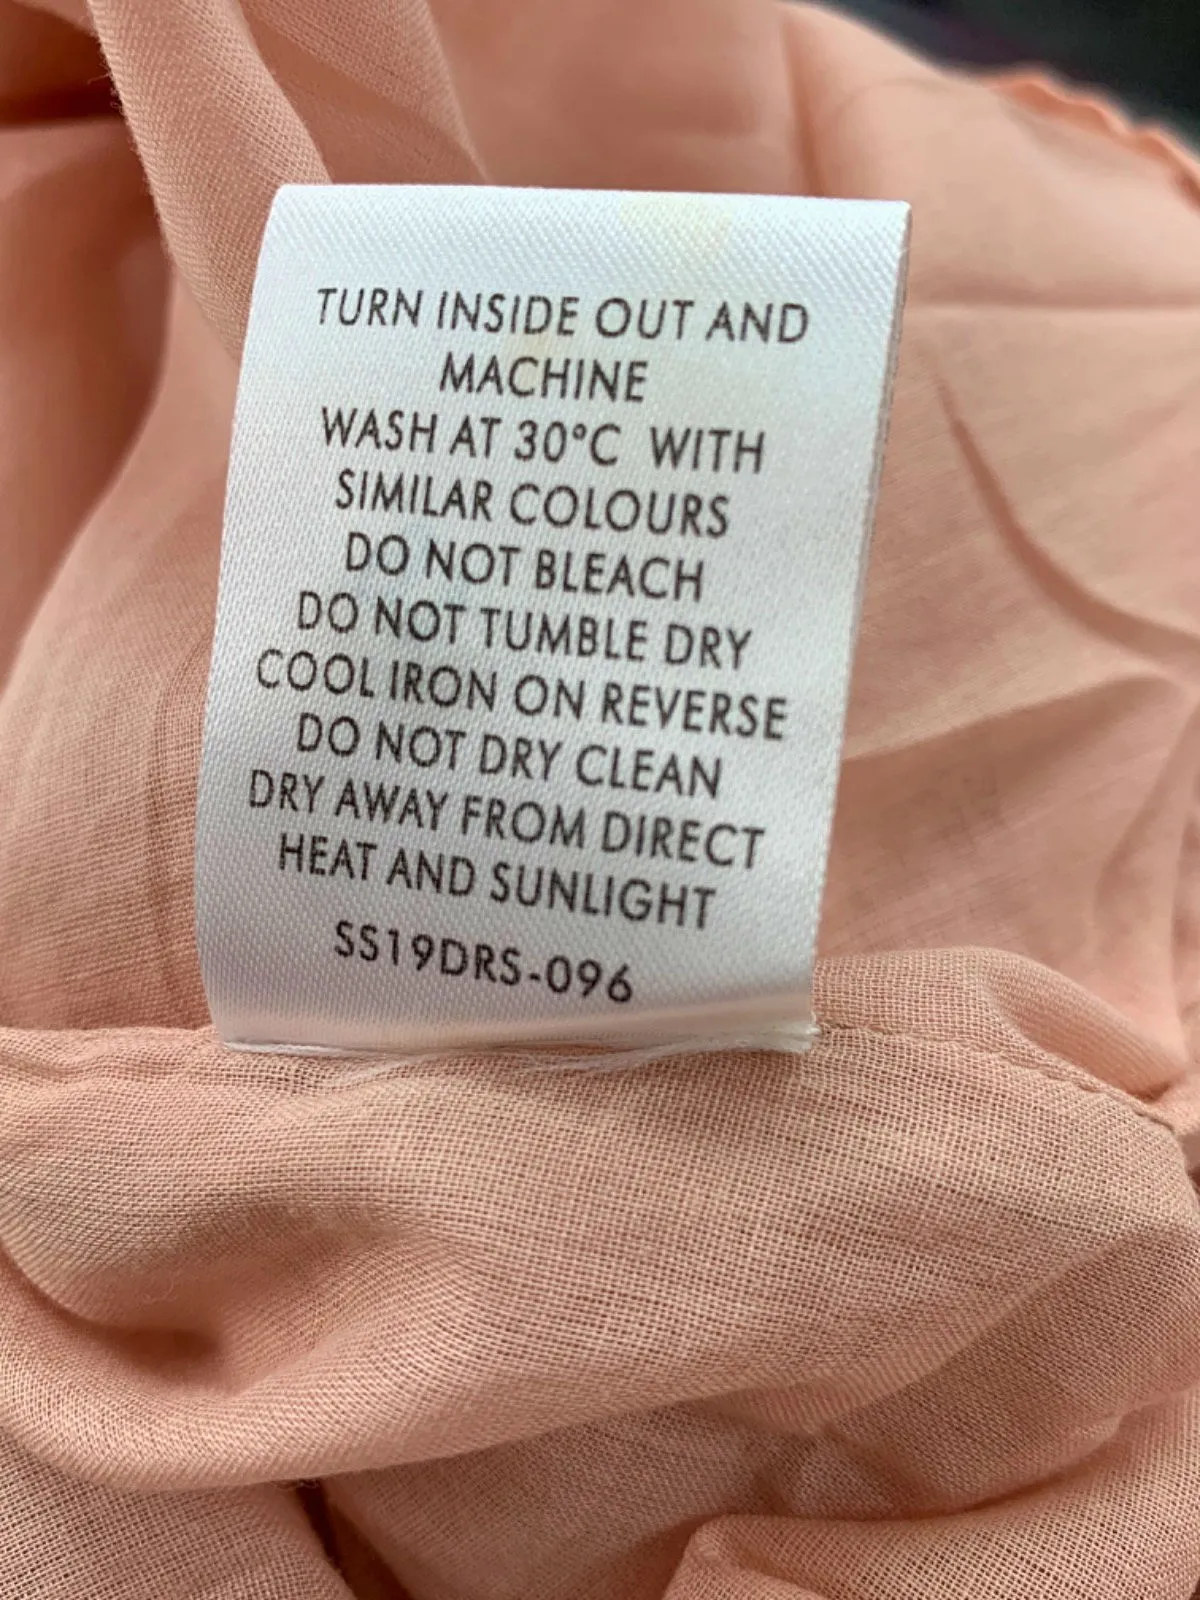 TURN INSIDE OUT AND
MACHINE
WASH AT 30°C WITH
SIMILAR COLOURS
DO NOT BLEACH
DO NOT TUMBLE DRY
COOL IRON ON REVERSE
DO NOT DRY CLEAN
DRY AWAY FROM DIRECT
HEAT AND SUNLIGHT
SS19DRS-096